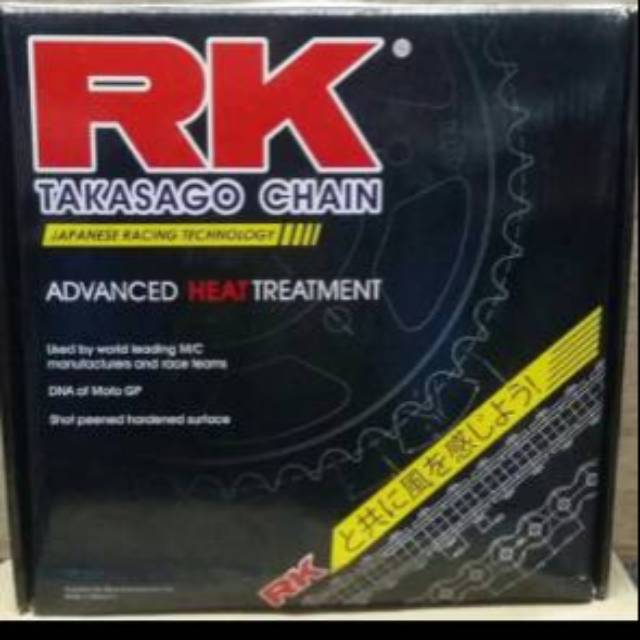 RK®
TAKASAGO CHAIN
JAPANESE RACING TECHNOLOGY
ADVANCED HEAT TREATMENT
Used by world leading M/C
manufacturers and race teams
DNA of Moto GP
Shot peened hardened surface
と共に風を感じよう!
RK